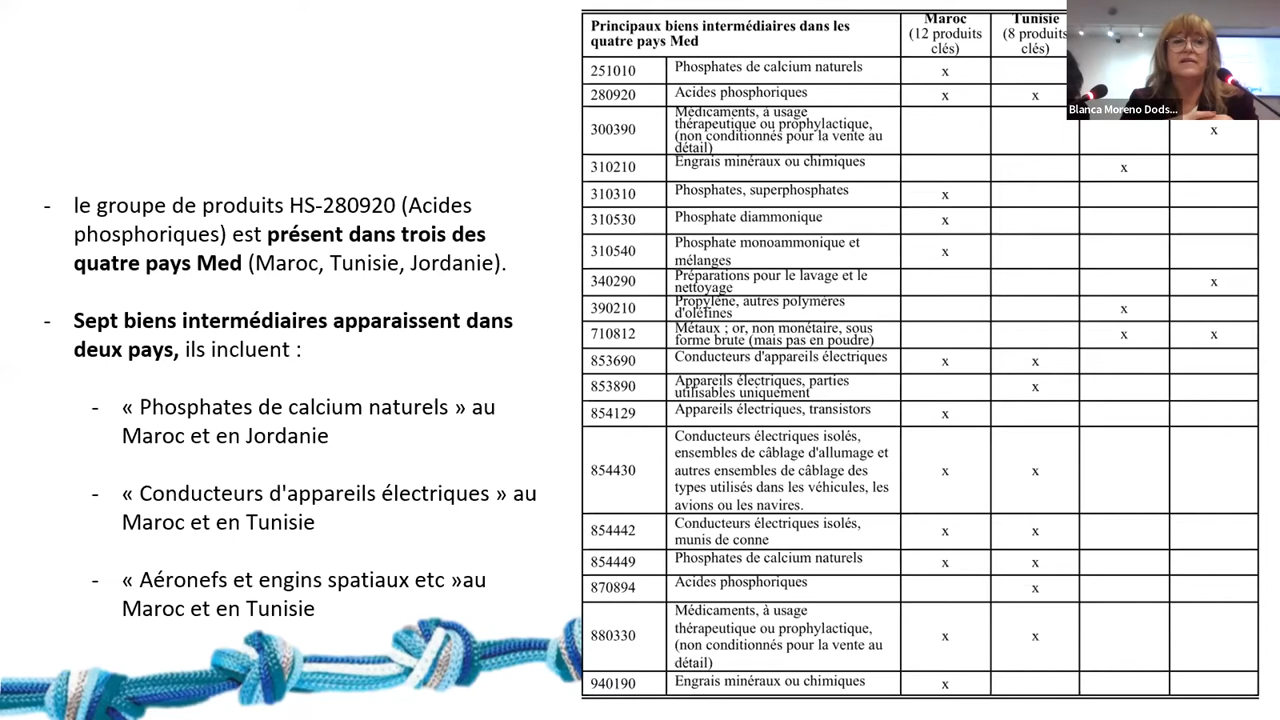 - le groupe de produits HS-280920 (Acides
phosphoriques) est présent dans trois des
quatre pays Med (Maroc, Tunisie, Jordanie).
- Sept biens intermédiaires apparaissent dans
deux pays, ils incluent :
- « Phosphates de calcium naturels » au
Maroc et en Jordanie
- « Conducteurs d'appareils électriques » au
Maroc et en Tunisie
- « Aéronefs et engins spatiaux etc »au
Maroc et en Tunisie
Principaux biens intermédiaires dans les
quatre pays Med
Maroc
(12 produits
clés)
Tunisie
(8 produits
clés)
Blanca Moreno Dods...
251010 Phosphates de calcium naturels x
280920 Acides phosphoriques x x
300390 Médicaments, à usage
thérapeutique ou prophylactique,
(non conditionnés pour la vente au
détail) x
310210 Engrais minéraux ou chimiques x
310310 Phosphates, superphosphates x
310530 Phosphate diammonique x
310540 Phosphate monoammonique et
mélanges x
340290 Préparations pour le lavage et le
nettoyage x
390210 Propylène, autres polymères
d'oléfines x
710812 Métaux ; or, non monétaire, sous
forme brute (mais pas en poudre) x x
853690 Conducteurs d'appareils électriques x x
853890 Appareils électriques, parties
utilisables uniquement x
854129 Appareils électriques, transistors x
854430 Conducteurs électriques isolés,
ensembles de câblage d'allumage et
autres ensembles de câblage des
types utilisés dans les véhicules, les
avions ou les navires. x x
854442 Conducteurs électriques isolés,
munis de conne x x
854449 Phosphates de calcium naturels x x
870894 Acides phosphoriques x
880330 Médicaments, à usage
thérapeutique ou prophylactique,
(non conditionnés pour la vente au
détail) x x
940190 Engrais minéraux ou chimiques x